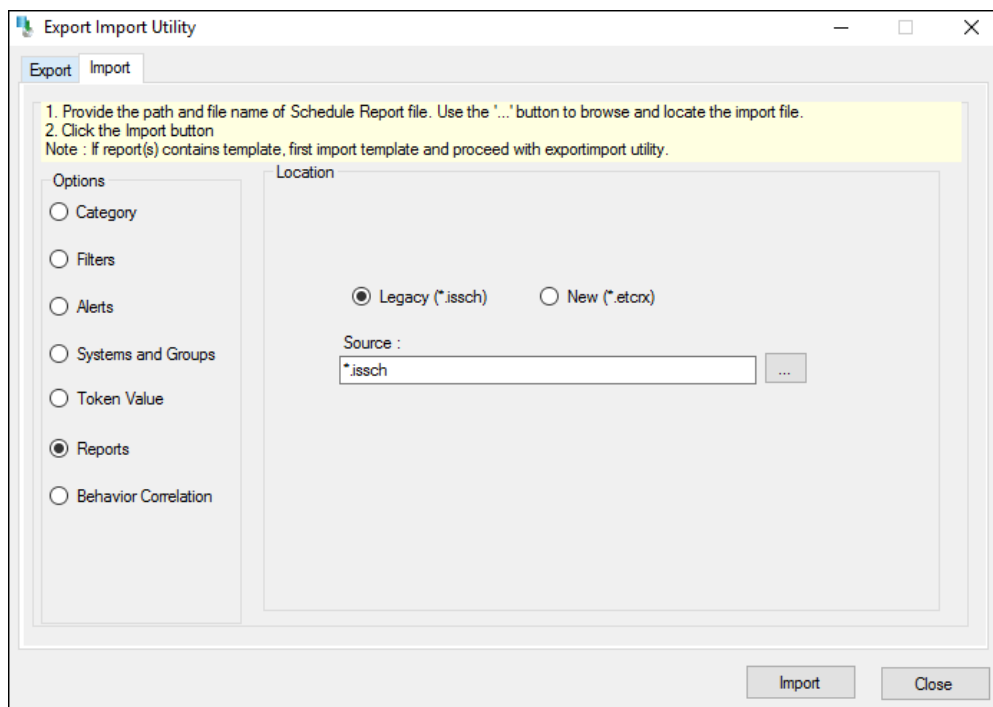 Export Import Utility
Export Import
1. Provide the path and file name of Schedule Report file. Use the '...' button to browse and locate the import file.
2. Click the Import button
Note : If report(s) contains template, first import template and proceed with exportimport utility.
Options
Location
Category
Filters
Alerts
Systems and Groups
Token Value
Reports
Behavior Correlation
Legacy (*.issch) New (*.etcrx)
Source :
*.issch ...
Import Close